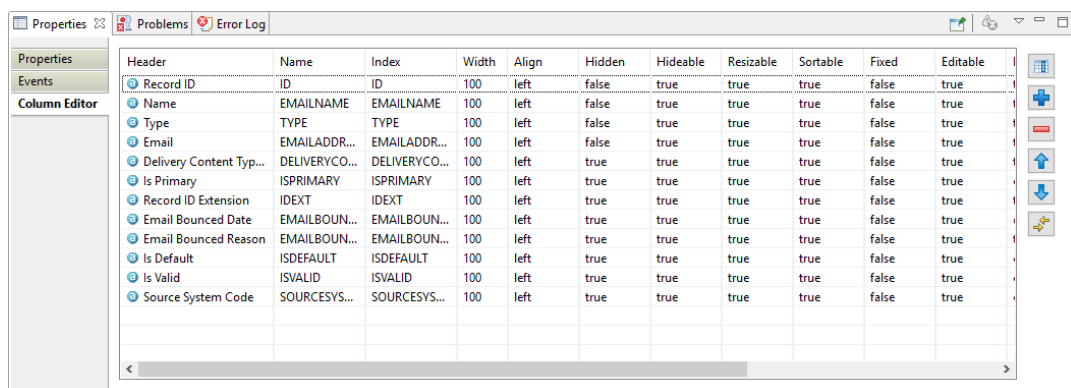 Properties Problems Error Log
Properties
Events
Column Editor
Header Name Index Width Align Hidden Hideable Resizable Sortable Fixed Editable
Record ID ID ID 100 left false true true true false true
Name EMAILNAME EMAILNAME 100 left false true true true false true
Type TYPE TYPE 100 left false true true true false true
Email EMAILADDR... EMAILADDR... 100 left false true true true false true
Delivery Content Typ... DELIVERYCO... DELIVERYCO... 100 left true true true true false true
Is Primary ISPRIMARY ISPRIMARY 100 left true true true true false true
Record ID Extension IDEXT IDEXT 100 left true true true true false true
Email Bounced Date EMAILBOUN... EMAILBOUN... 100 left true true true true false true
Email Bounced Reason EMAILBOUN... EMAILBOUN... 100 left true true true true false true
Is Default ISDEFAULT ISDEFAULT 100 left true true true true false true
Is Valid ISVALID ISVALID 100 left true true true true false true
Source System Code SOURCESYS... SOURCESYS... 100 left true true true true false true